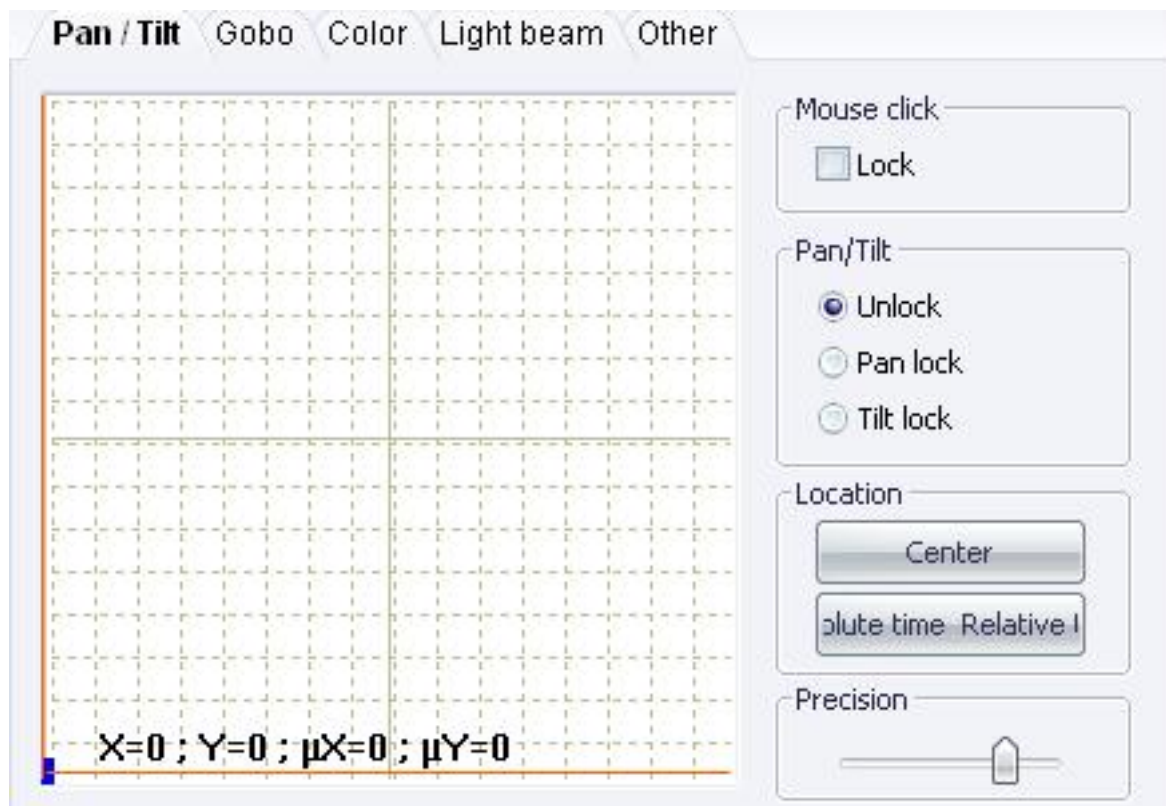 Pan / Tilt Gobo Color Light beam Other
Mouse click
Lock
Pan/Tilt
Unlock
Pan lock
Tilt lock
Location
Center
olute time Relative
Precision
X=0 ; Y=0 ; µX=0 ; µY=0